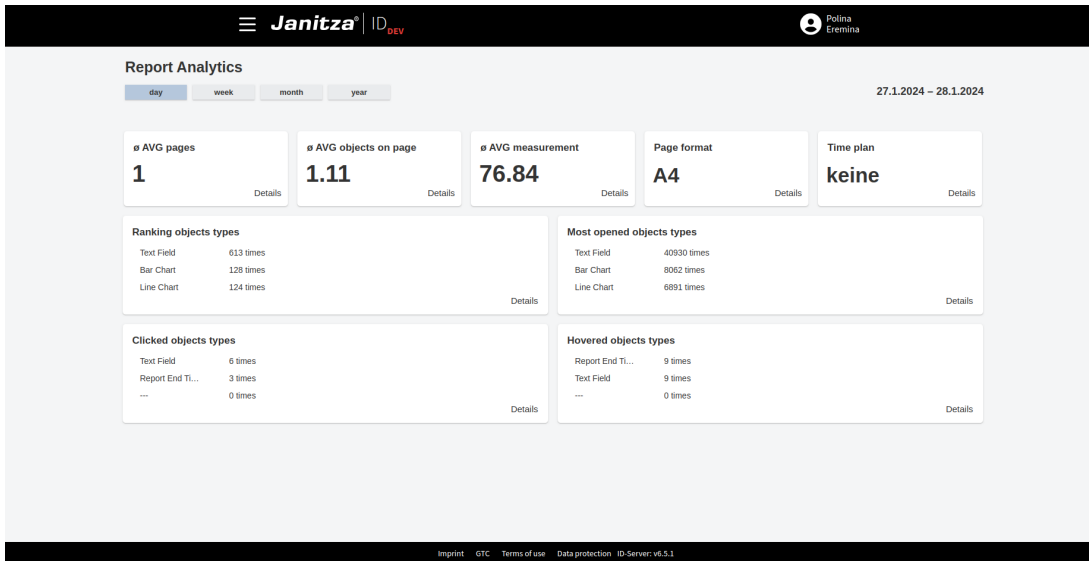 Janitza® ID DEV
Polina
Eremina
Report Analytics
day week month year
27.1.2024 – 28.1.2024
ø AVG pages
1
Details
ø AVG objects on page
1.11
Details
ø AVG measurement
76.84
Details
Page format
A4
Details
Time plan
keine
Details
Ranking objects types
Text Field 613 times
Bar Chart 128 times
Line Chart 124 times
Details
Most opened objects types
Text Field 40930 times
Bar Chart 8062 times
Line Chart 6891 times
Details
Clicked objects types
Text Field 6 times
Report End Ti... 3 times
--- 0 times
Details
Hovered objects types
Report End Ti... 9 times
Text Field 9 times
--- 0 times
Details
Imprint GTC Terms of use Data protection ID-Server: v6.5.1